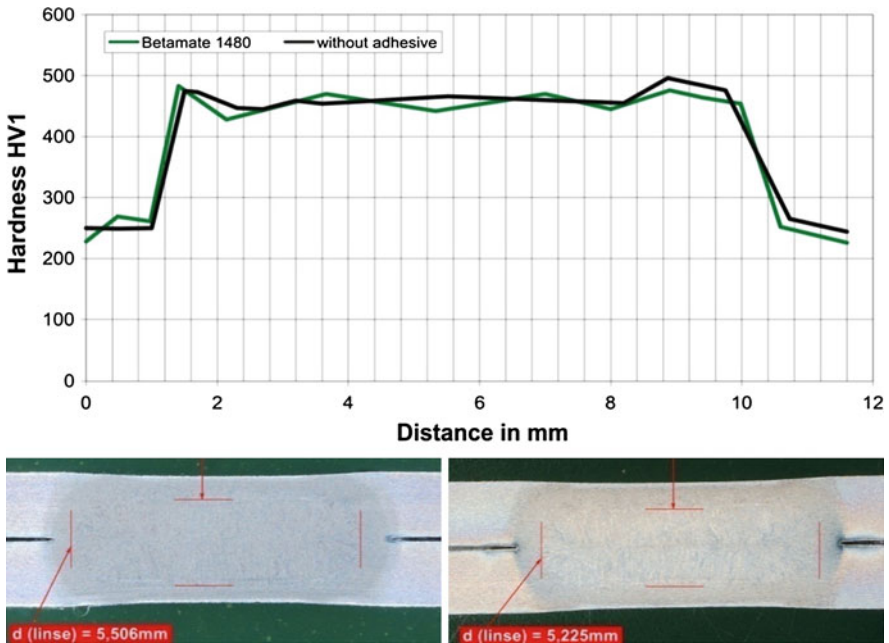 600
500
400
300
200
100
0
Hardness HV1
Betamate 1480
without adhesive
0 2 4 6 8 10 12
Distance in mm
d (linse) = 5,506mm
d (linse) = 5,225mm